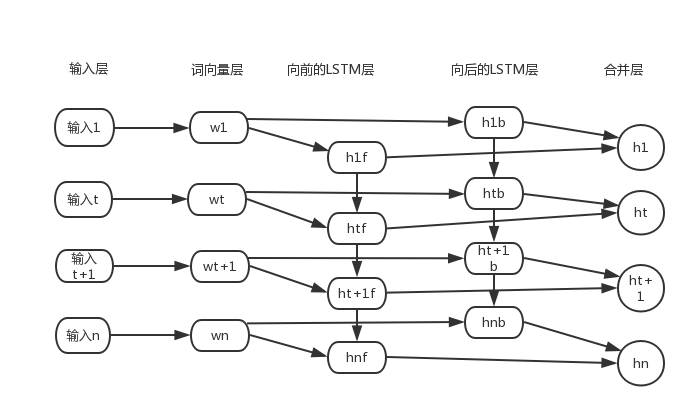 输入层
词向量层
向前的LSTM层
向后的LSTM层
合并层
输入1
w1
h1b
h1f
h1
输入t
wt
htb
htf
ht
输入
t+1
wt+1
ht+1
b
ht+1f
ht+
1
输入n
wn
hnb
hnf
hn